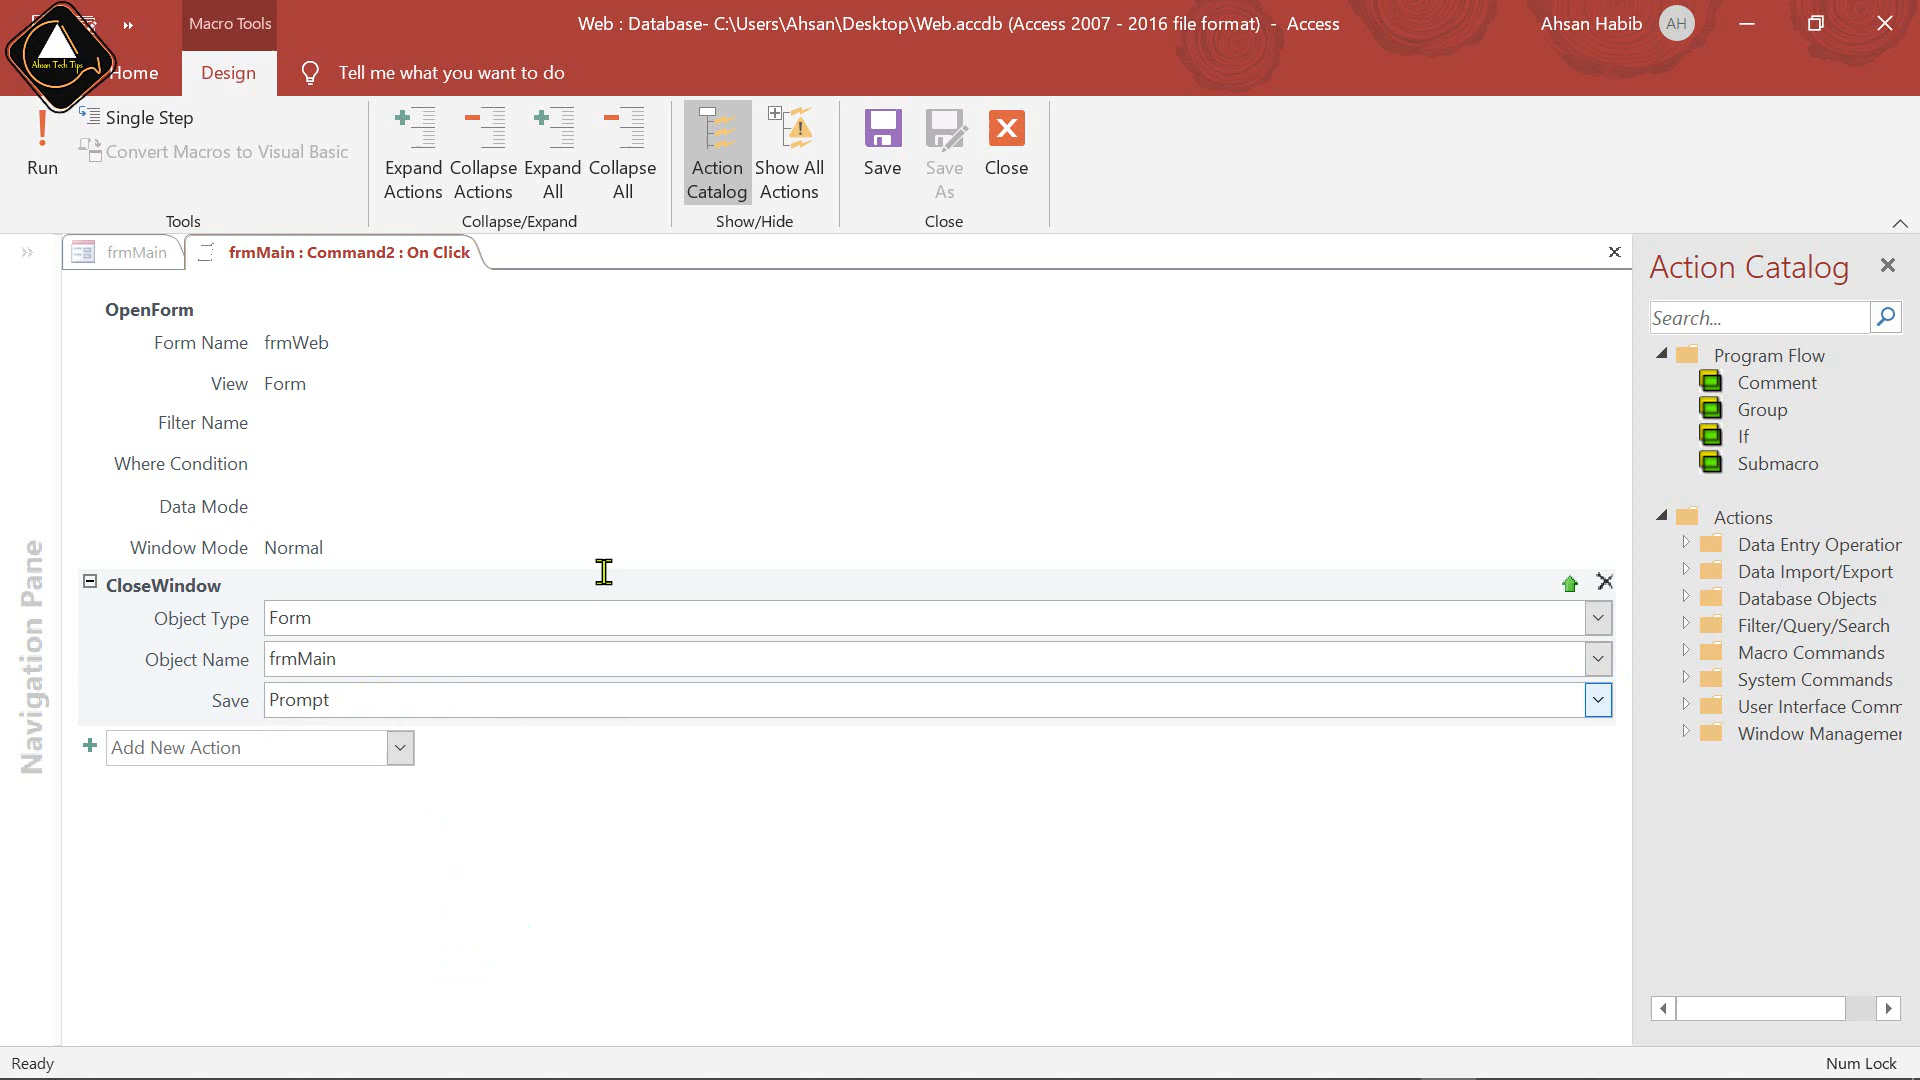 Macro Tools
Web : Database- C:\Users\Ahsan\Desktop\Web.accdb (Access 2007 - 2016 file format) - Access
Ahsan Habib
AH
Ahsan Tech Tips
Home
Design
Tell me what you want to do
Run
Single Step
Convert Macros to Visual Basic
Tools
Expand Actions
Collapse Actions
Expand All
Collapse All
Collapse/Expand
Action Catalog
Show All Actions
Show/Hide
Save
Save As
Close
Close
frmMain
frmMain : Command2 : On Click
OpenForm
Form Name frmWeb
View Form
Filter Name
Where Condition
Data Mode
Window Mode Normal
CloseWindow
Object Type Form
Object Name frmMain
Save Prompt
Add New Action
Navigation Pane
Action Catalog
Search...
Program Flow
Comment
Group
If
Submacro
Actions
Data Entry Operation
Data Import/Export
Database Objects
Filter/Query/Search
Macro Commands
System Commands
User Interface Comm
Window Managemer
Ready
Num Lock